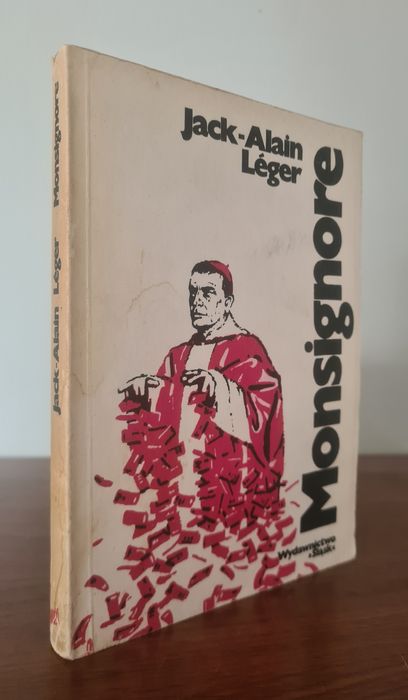 Jack-Alain Léger Monsignore
Jack-Alain
Léger
Monsignore
Wydawnictwo
»Śląsk«